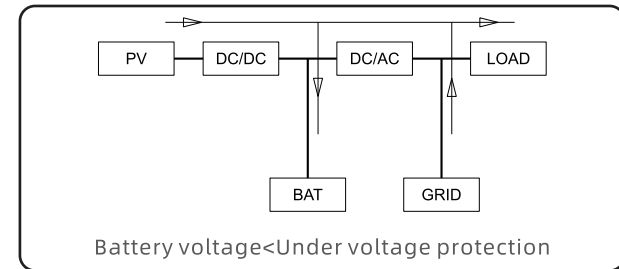 PV DC/DC DC/AC LOAD
BAT GRID
Battery voltage<Under voltage protection